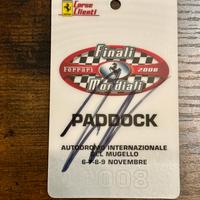 Corse
Clienti
Finali
Ferrari 2008
Mondiali
PADDOCK
AUTODROMO INTERNAZIONALE
DEL MUGELLO
6-7-8-9 NOVEMBRE
2008